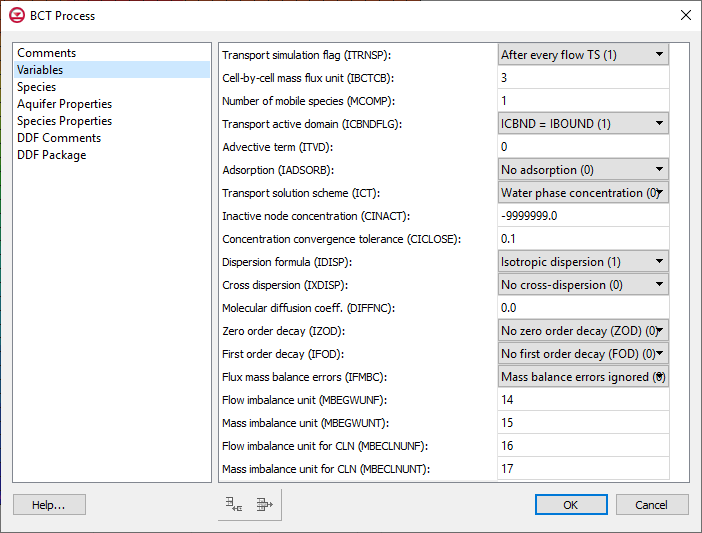 BCT Process
Comments
Variables
Species
Aquifer Properties
Species Properties
DDF Comments
DDF Package
Transport simulation flag (ITRNSP): After every flow TS (1)
Cell-by-cell mass flux unit (IBCTCB): 3
Number of mobile species (MCOMP): 1
Transport active domain (ICBNDFLG): ICBND = IBOUND (1)
Advective term (ITVD): 0
Adsorption (IADSORB): No adsorption (0)
Transport solution scheme (ICT): Water phase concentration (0)
Inactive node concentration (CINACT): -9999999.0
Concentration convergence tolerance (CICLOSE): 0.1
Dispersion formula (IDISP): Isotropic dispersion (1)
Cross dispersion (IXDISP): No cross-dispersion (0)
Molecular diffusion coeff. (DIFFNC): 0.0
Zero order decay (IZOD): No zero order decay (ZOD) (0)
First order decay (IFOD): No first order decay (FOD) (0)
Flux mass balance errors (IFMBC): Mass balance errors ignored (0)
Flow imbalance unit (MBEGWUNF): 14
Mass imbalance unit (MBEGWUNT): 15
Flow imbalance unit for CLN (MBECLNUNF): 16
Mass imbalance unit for CLN (MBECLNUNT): 17
Help...
OK
Cancel